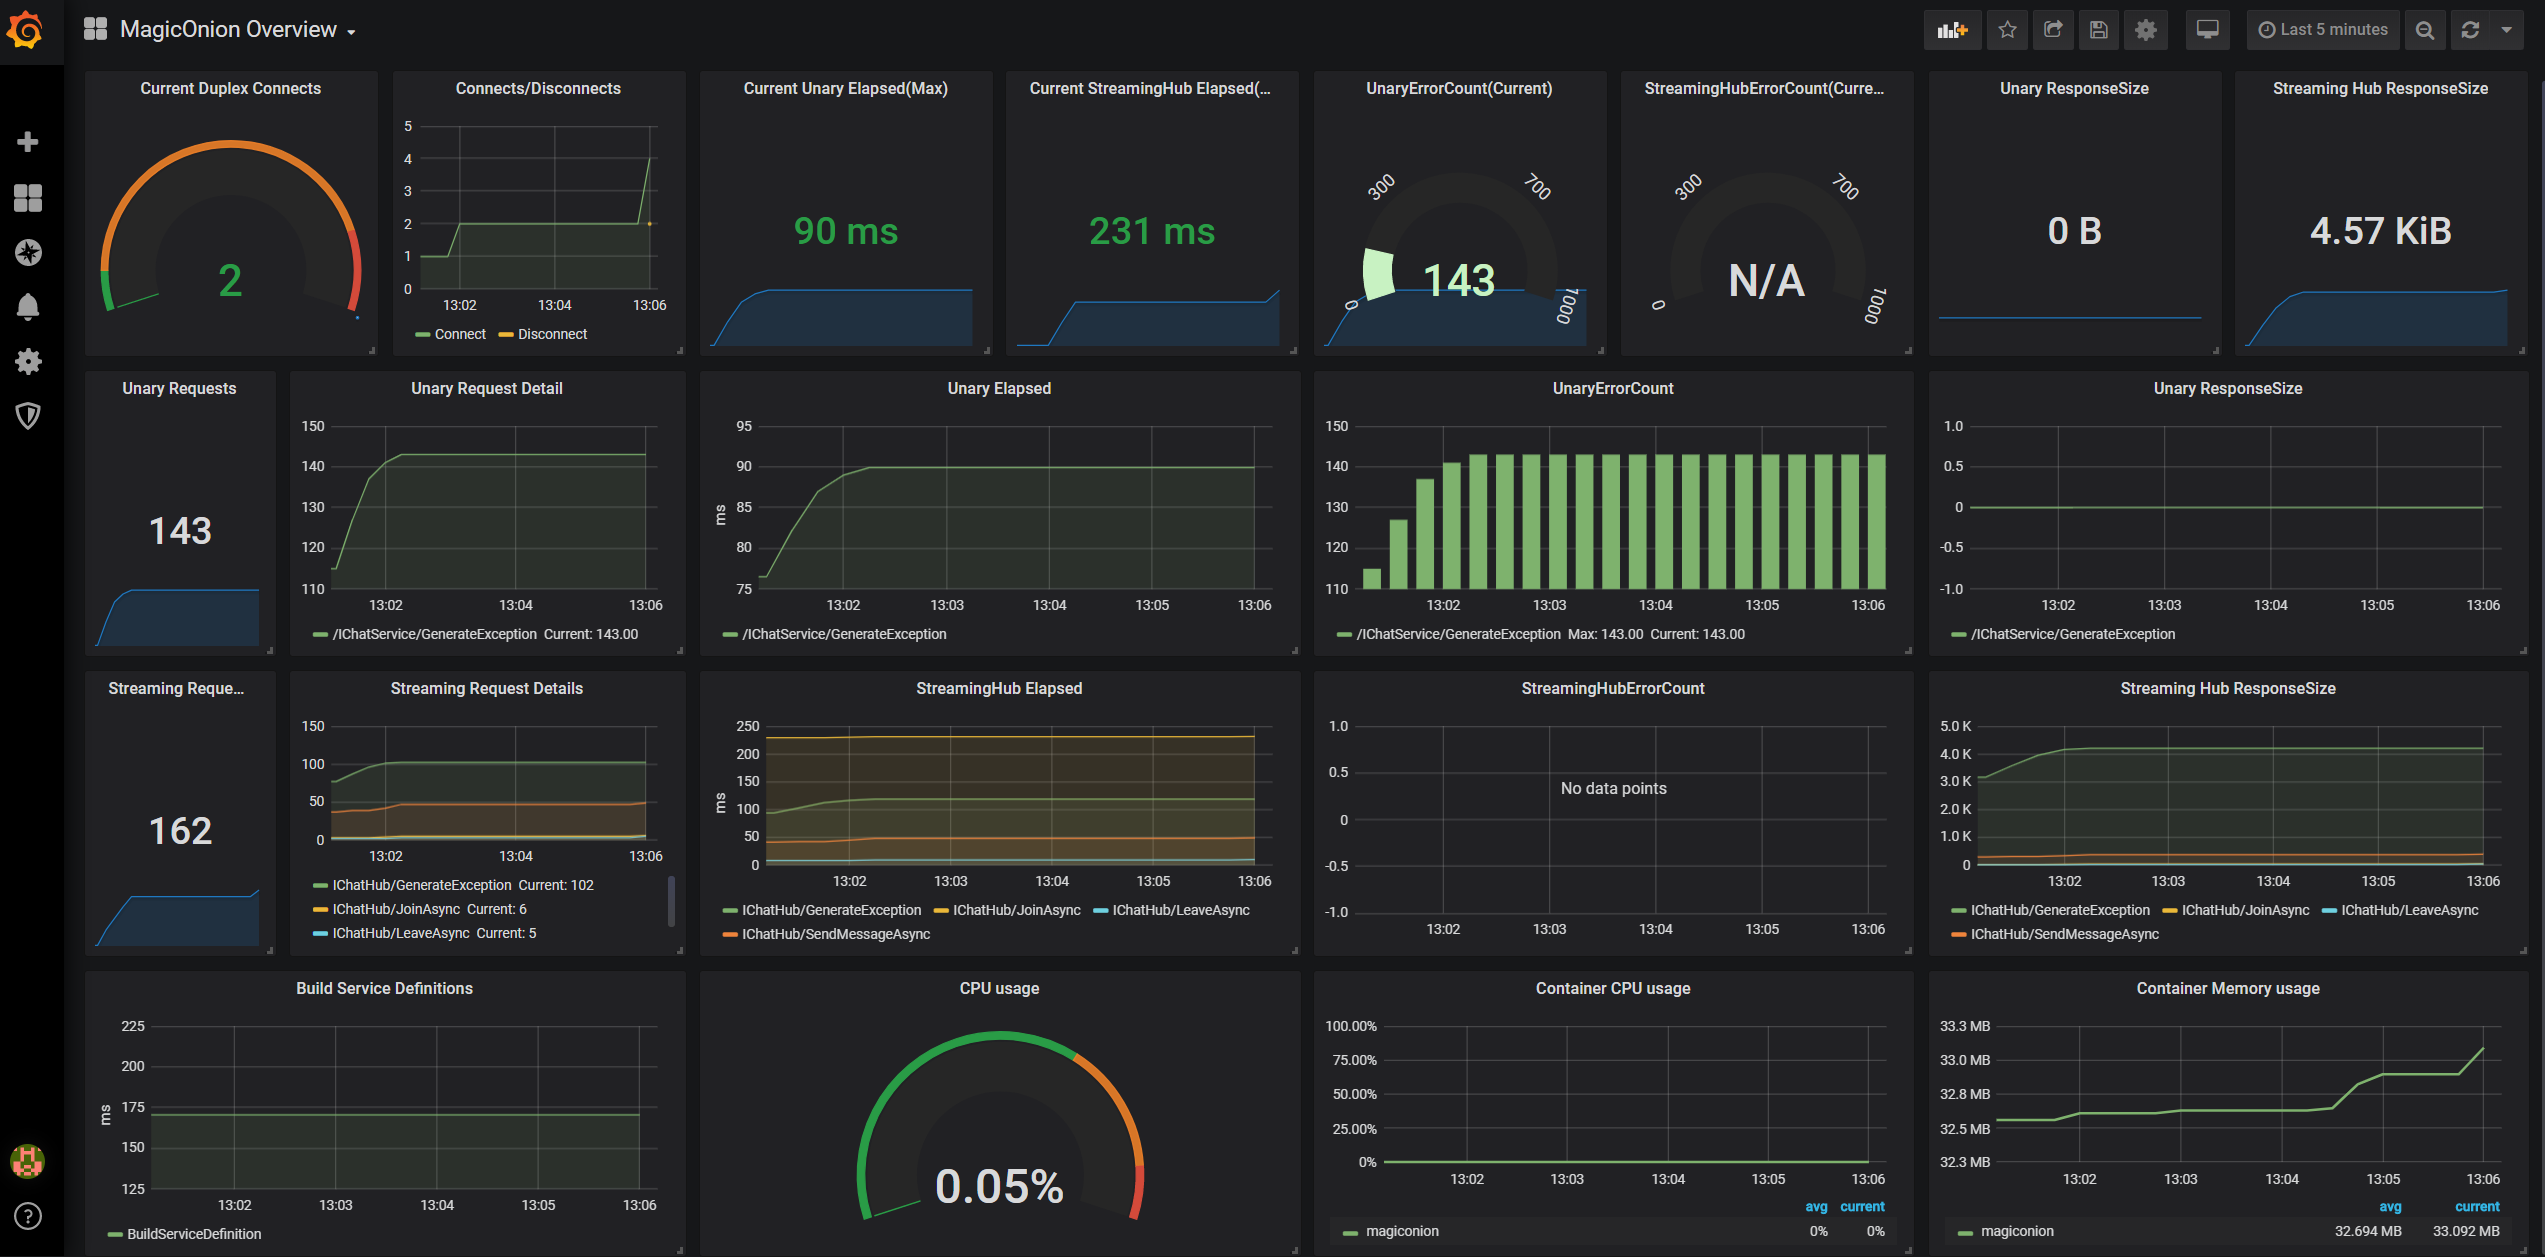 MagicOnion Overview
Last 5 minutes
Current Duplex Connects
2
Connects/Disconnects
5
4
3
2
1
0
13:02 13:04 13:06
Connect Disconnect
Current Unary Elapsed(Max)
90 ms
Current StreamingHub Elapsed(...
231 ms
UnaryErrorCount(Current)
300 700
143
0 1000
StreamingHubErrorCount(Curre...
300 700
N/A
0 1000
Unary ResponseSize
0 B
Streaming Hub ResponseSize
4.57 KiB
Unary Requests
143
Unary Request Detail
150
140
130
120
110
13:02 13:04 13:06
/IChatService/GenerateException Current: 143.00
Unary Elapsed
95
90
85
80
75
ms
13:02 13:03 13:04 13:05 13:06
/IChatService/GenerateException
UnaryErrorCount
150
140
130
120
110
13:02 13:03 13:04 13:05 13:06
/IChatService/GenerateException Max: 143.00 Current: 143.00
Unary ResponseSize
1.0
0.5
0
-0.5
-1.0
13:02 13:03 13:04 13:05 13:06
/IChatService/GenerateException
Streaming Reque...
162
Streaming Request Details
150
100
50
0
13:02 13:04 13:06
IChatHub/GenerateException Current: 102
IChatHub/JoinAsync Current: 6
IChatHub/LeaveAsync Current: 5
StreamingHub Elapsed
250
200
150
100
50
0
ms
13:02 13:03 13:04 13:05 13:06
IChatHub/GenerateException IChatHub/JoinAsync IChatHub/LeaveAsync
IChatHub/SendMessageAsync
StreamingHubErrorCount
1.0
0.5
0
-0.5
-1.0
No data points
13:02 13:03 13:04 13:05 13:06
Streaming Hub ResponseSize
5.0 K
4.0 K
3.0 K
2.0 K
1.0 K
0
13:02 13:03 13:04 13:05 13:06
IChatHub/GenerateException IChatHub/JoinAsync IChatHub/LeaveAsync
IChatHub/SendMessageAsync
Build Service Definitions
225
200
175
150
125
ms
13:02 13:03 13:04 13:05 13:06
BuildServiceDefinition
CPU usage
0.05%
Container CPU usage
100.00%
75.00%
50.00%
25.00%
0%
13:02 13:03 13:04 13:05 13:06
avg current
magiconion 0% 0%
Container Memory usage
33.3 MB
33.0 MB
32.8 MB
32.5 MB
32.3 MB
13:02 13:03 13:04 13:05 13:06
avg current
magiconion 32.694 MB 33.092 MB